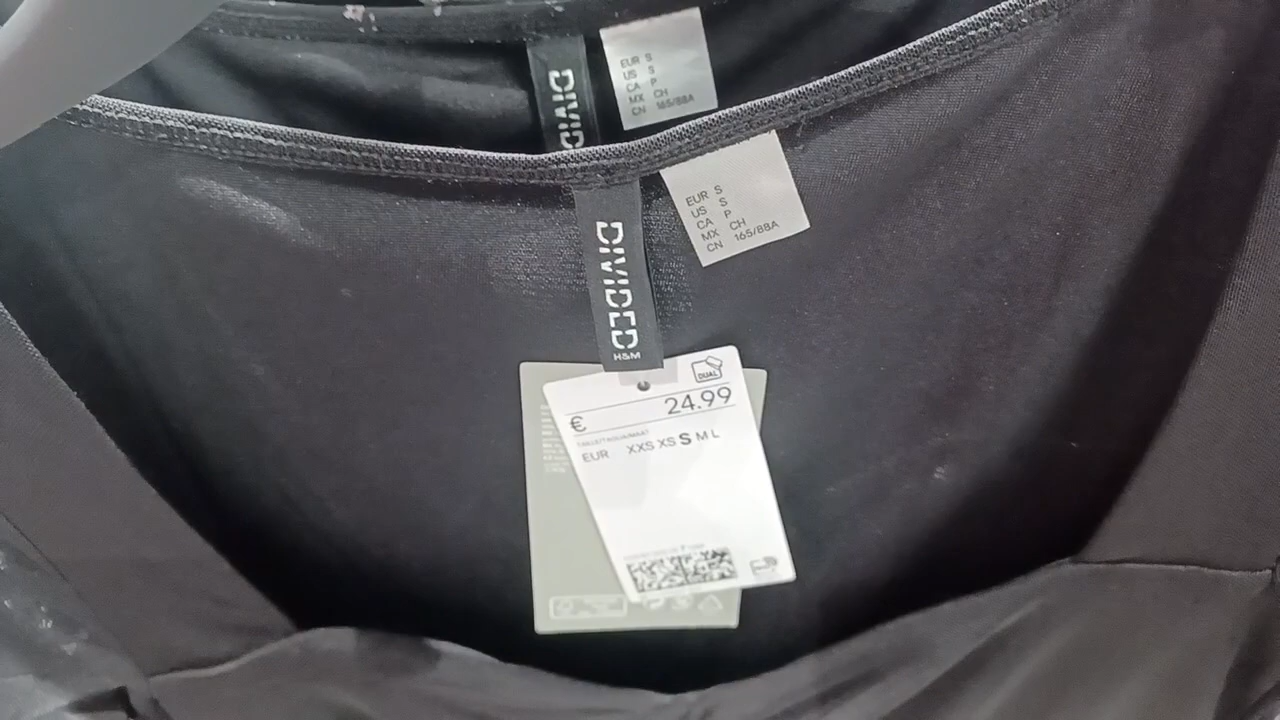 DIVIDED
EUR S
US S
CA P
MX CH
CN 165/88A
DIVIDED
H&M
EUR S
US S
CA P
MX CH
CN 165/88A
DUAL
€ 24.99
EUR XXS XS S M L